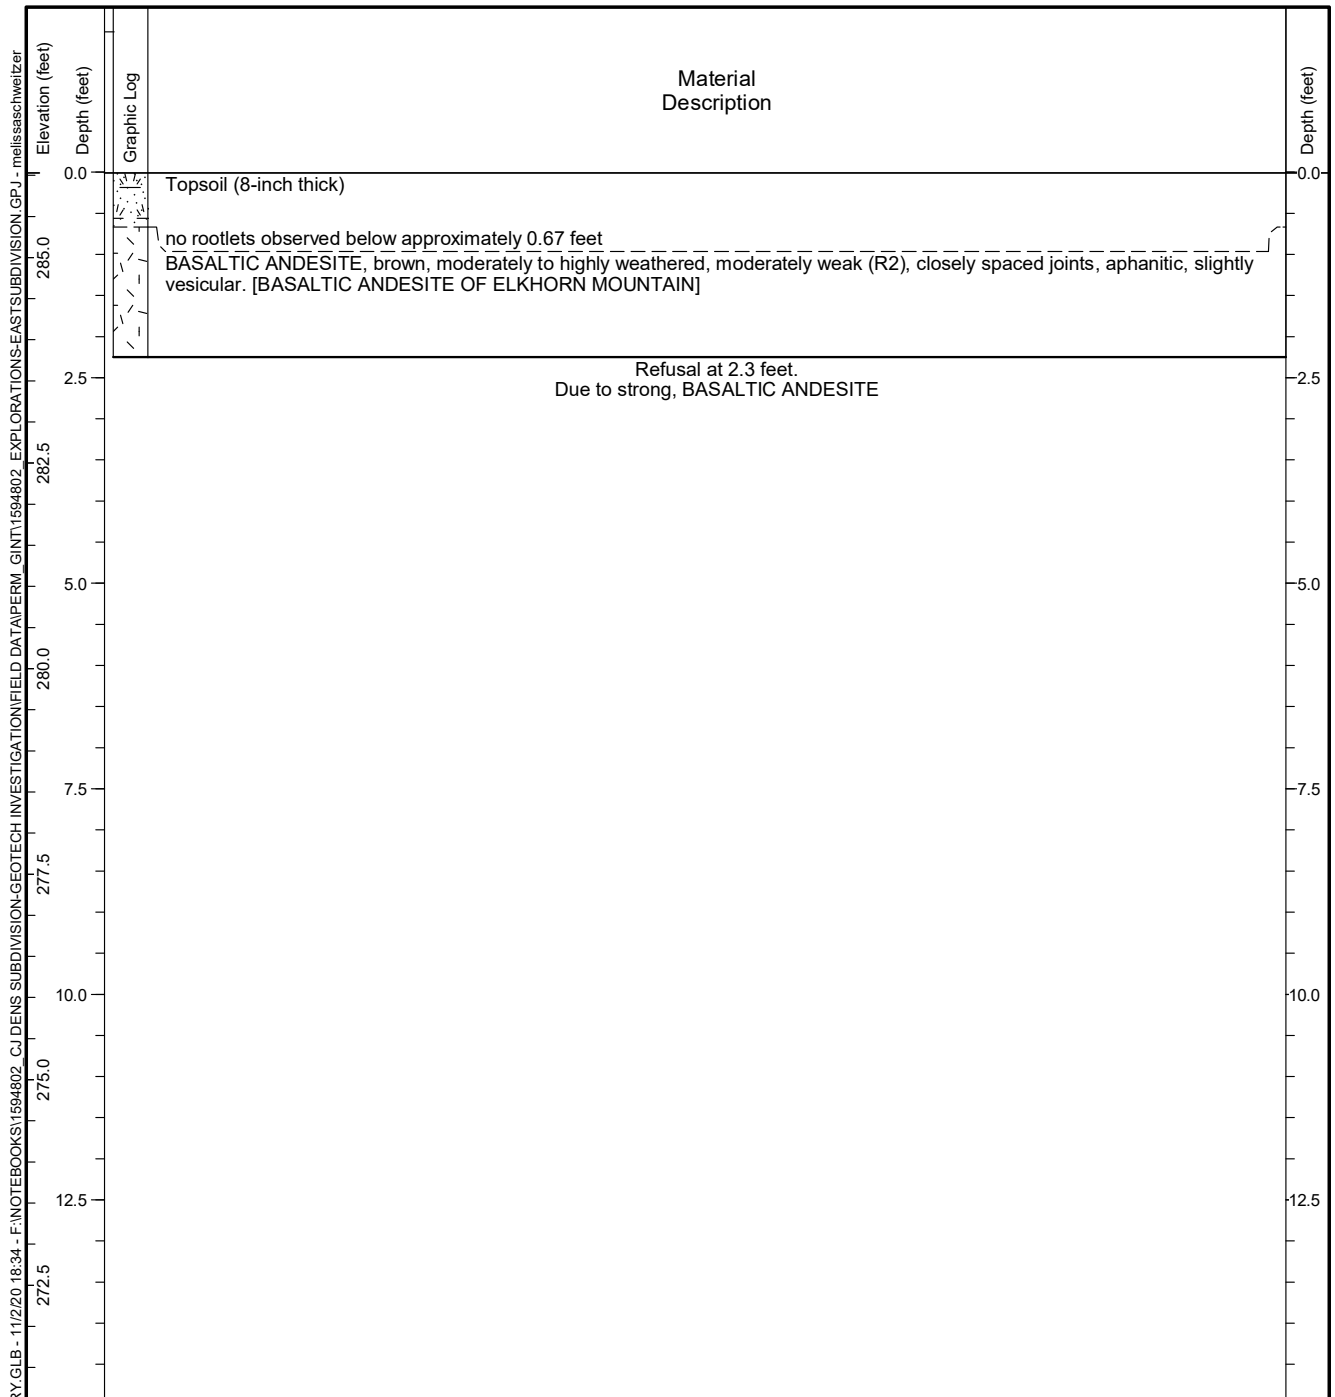 RY.GLB - 11/2/20 18:34 - F:\NOTEBOOKS\1594802_CJ DENS SUBDIVISION-GEOTECH INVESTIGATION\FIELD DATA\PERM_GINT\1594802_EXPLORATIONS-EASTSUBDIVISION.GPJ - melissaschweitzer
Elevation (feet)
Depth (feet)
Graphic Log
Material
Description
Depth (feet)
0.0
0.0
Topsoil (8-inch thick)
no rootlets observed below approximately 0.67 feet
285.0
BASALTIC ANDESITE, brown, moderately to highly weathered, moderately weak (R2), closely spaced joints, aphanitic, slightly
vesicular. [BASALTIC ANDESITE OF ELKHORN MOUNTAIN]
Refusal at 2.3 feet.
2.5
2.5
Due to strong, BASALTIC ANDESITE
282.5
5.0
5.0
280.0
7.5
7.5
277.5
10.0
10.0
275.0
12.5
12.5
272.5